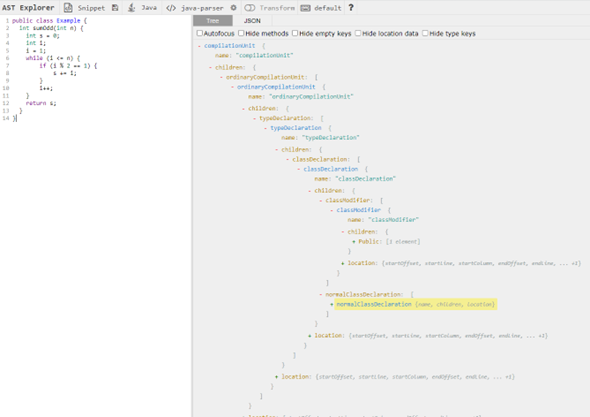 AST Explorer Snippet Java </> java-parser Transform default ?
Tree JSON
Autofocus Hide methods Hide empty keys Hide location data Hide type keys
1 public class Example {
2 int sumOdd(int n) {
3 int s = 0;
4 int i;
5 i = 1;
6 while (i <= n) {
7 if (i % 2 == 1) {
8 s += 1;
9 }
10 i++;
11 }
12 return s;
13 }
14 }
- compilationUnit {
name: "compilationUnit"
- children: {
- ordinaryCompilationUnit: [
- ordinaryCompilationUnit {
name: "ordinaryCompilationUnit"
- children: {
- typeDeclaration: [
- typeDeclaration {
name: "typeDeclaration"
- children: {
- classDeclaration: [
- classDeclaration {
name: "classDeclaration"
- children: {
- classModifier: [
- classModifier {
name: "classModifier"
- children: {
+ Public: [1 element]
}
+ location: {startOffset, startLine, startColumn, endOffset, endLine, ... +1}
}
]
- normalClassDeclaration: [
+ normalClassDeclaration {name, children, location}
]
}
+ location: {startOffset, startLine, startColumn, endOffset, endLine, ... +1}
}
]
}
+ location: {startOffset, startLine, startColumn, endOffset, endLine, ... +1}
}
]
}